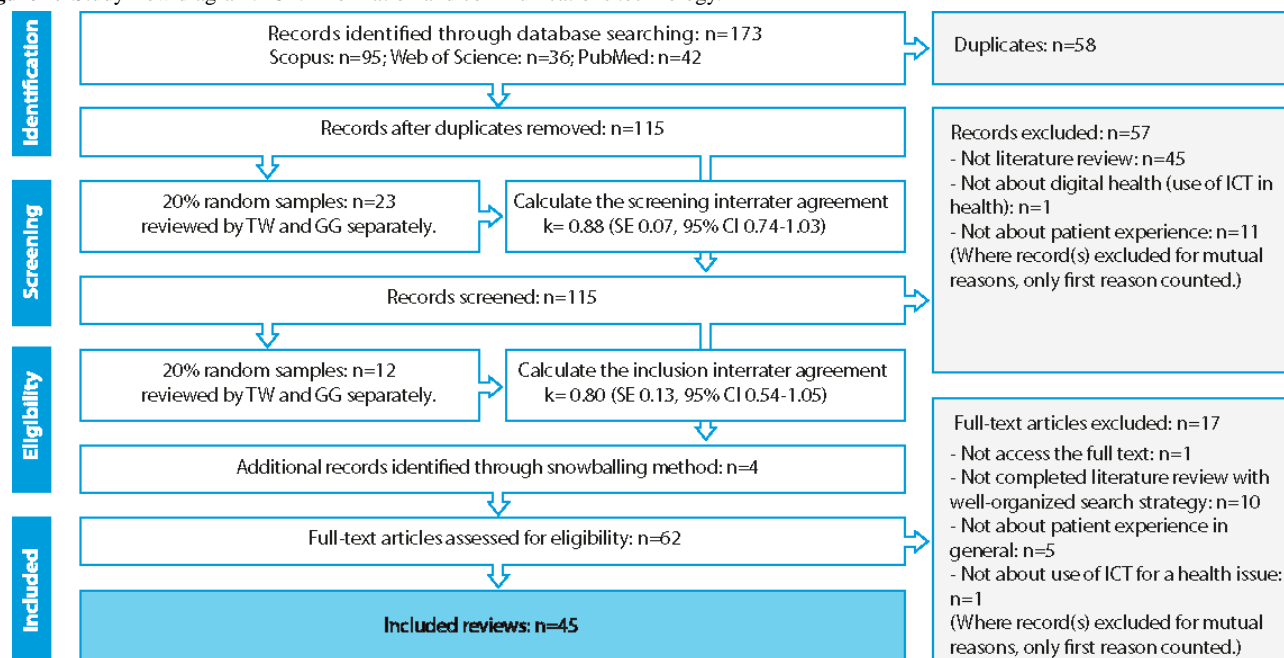 Identification
Records identified through database searching: n=173
Scopus: n=95; Web of Science: n=36; PubMed: n=42
Duplicates: n=58
Records after duplicates removed: n=115
Records excluded: n=57
- Not literature review: n=45
- Not about digital health (use of ICT in
health): n=1
- Not about patient experience: n=11
(Where record(s) excluded for mutual
reasons, only first reason counted.)
Screening
20% random samples: n=23
reviewed by TW and GG separately.
Calculate the screening interrater agreement
k= 0.88 (SE 0.07, 95% CI 0.74-1.03)
Records screened: n=115
Eligibility
20% random samples: n=12
reviewed by TW and GG separately.
Calculate the inclusion interrater agreement
k= 0.80 (SE 0.13, 95% CI 0.54-1.05)
Additional records identified through snowballing method: n=4
Full-text articles excluded: n=17
- Not access the full text: n=1
- Not completed literature review with
well-organized search strategy: n=10
- Not about patient experience in
general: n=5
- Not about use of ICT for a health issue:
n=1
(Where record(s) excluded for mutual
reasons, only first reason counted.)
Included
Full-text articles assessed for eligibility: n=62
Included reviews: n=45